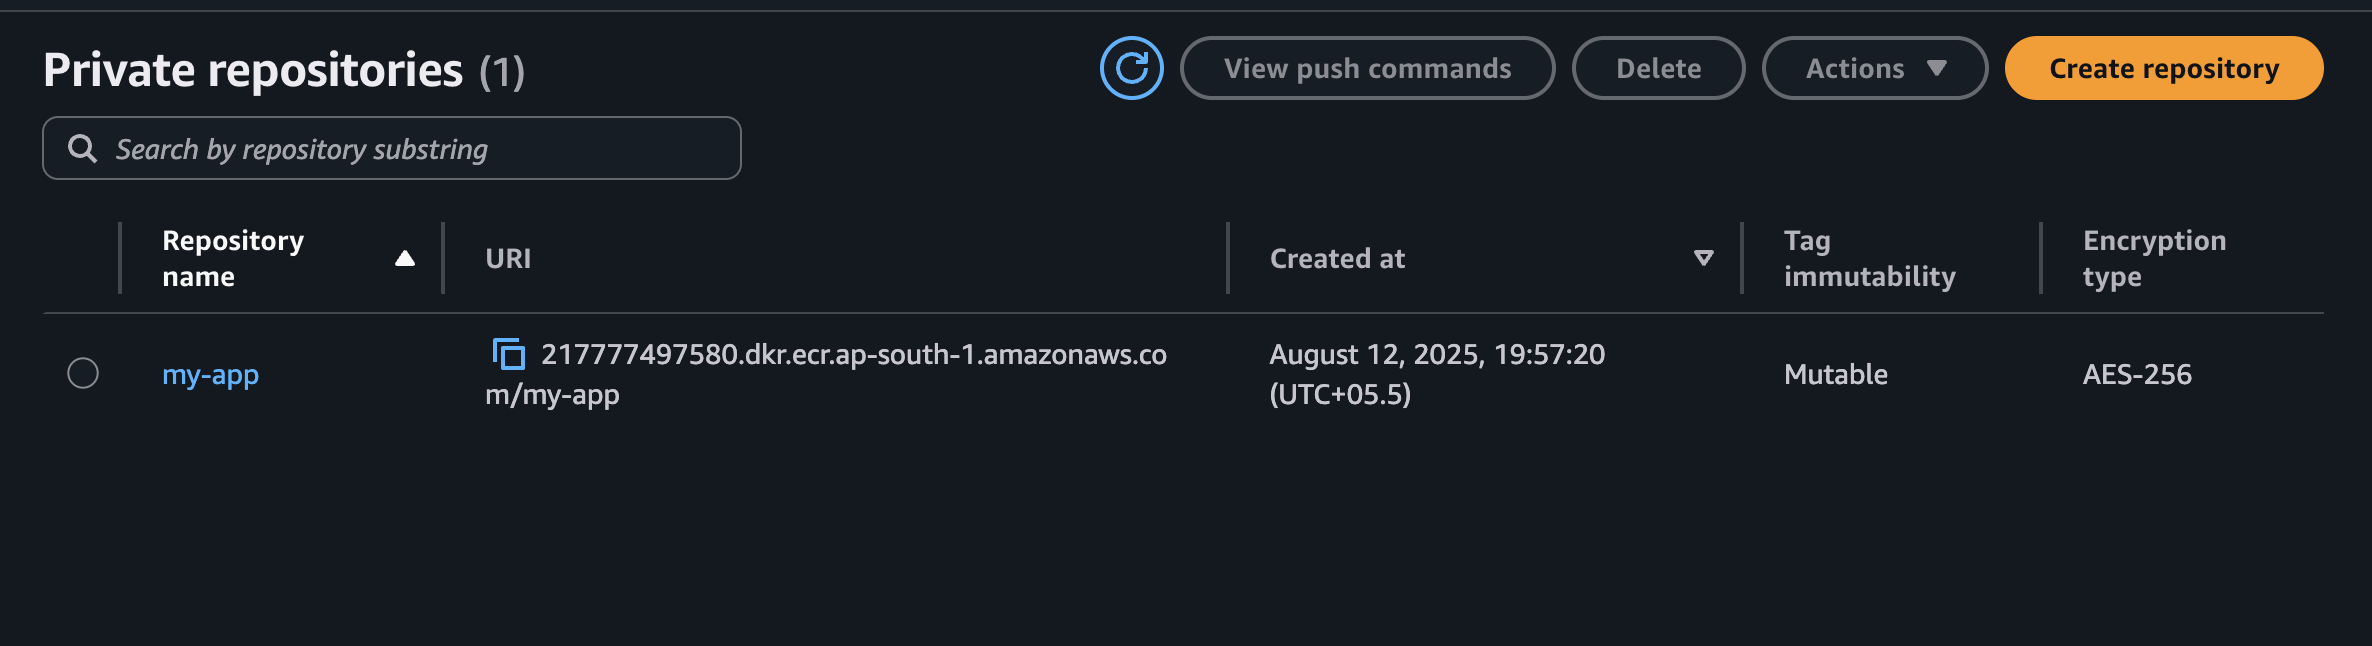 Private repositories (1)
View push commands
Delete
Actions
Create repository
Search by repository substring
Repository
name
URI
Created at
Tag
immutability
Encryption
type
my-app
217777497580.dkr.ecr.ap-south-1.amazonaws.co
m/my-app
August 12, 2025, 19:57:20
(UTC+05.5)
Mutable
AES-256